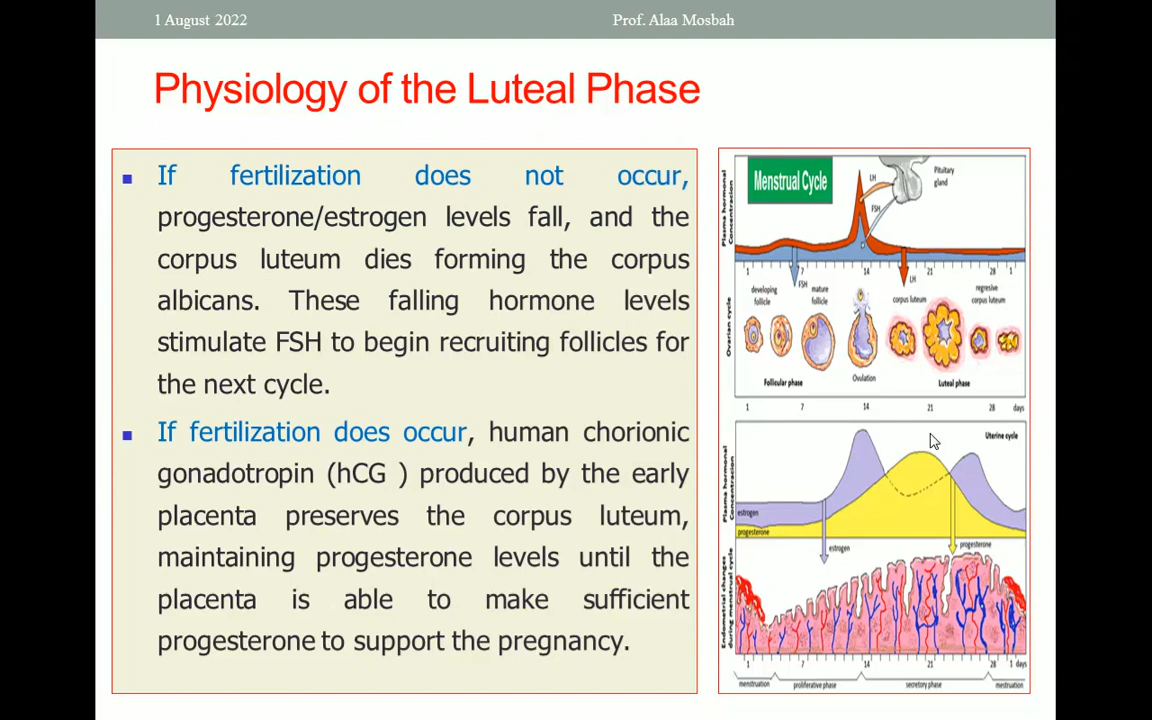 1 August 2022
Prof. Alaa Mosbah
Physiology of the Luteal Phase
If fertilization does not occur,
progesterone/estrogen levels fall, and the
corpus luteum dies forming the corpus
albicans. These falling hormone levels
stimulate FSH to begin recruiting follicles for
the next cycle.
If fertilization does occur, human chorionic
gonadotropin (hCG ) produced by the early
placenta preserves the corpus luteum,
maintaining progesterone levels until the
placenta is able to make sufficient
progesterone to support the pregnancy.
Plasma hormonal
Concentracion
Menstrual Cycle
LH
FSH
Pituitary
gland
1 7 14 21 28 1
FSH
LH
Ovarian cycle
developing
follicle
mature
follicle
corpus luteum
regresive
corpus luteum
Follicular phase
Ovulation
Luteal phase
1 7 14 21 28 days
Plasma hormonal
Concentracion
Uterine cycle
estrogen
progesterone
estrogen
progesterone
Endometrial changes
during menstrual cycle
1 7 14 21 28 1 days
menstruation
proliferative phase
secretory phase
mestruation